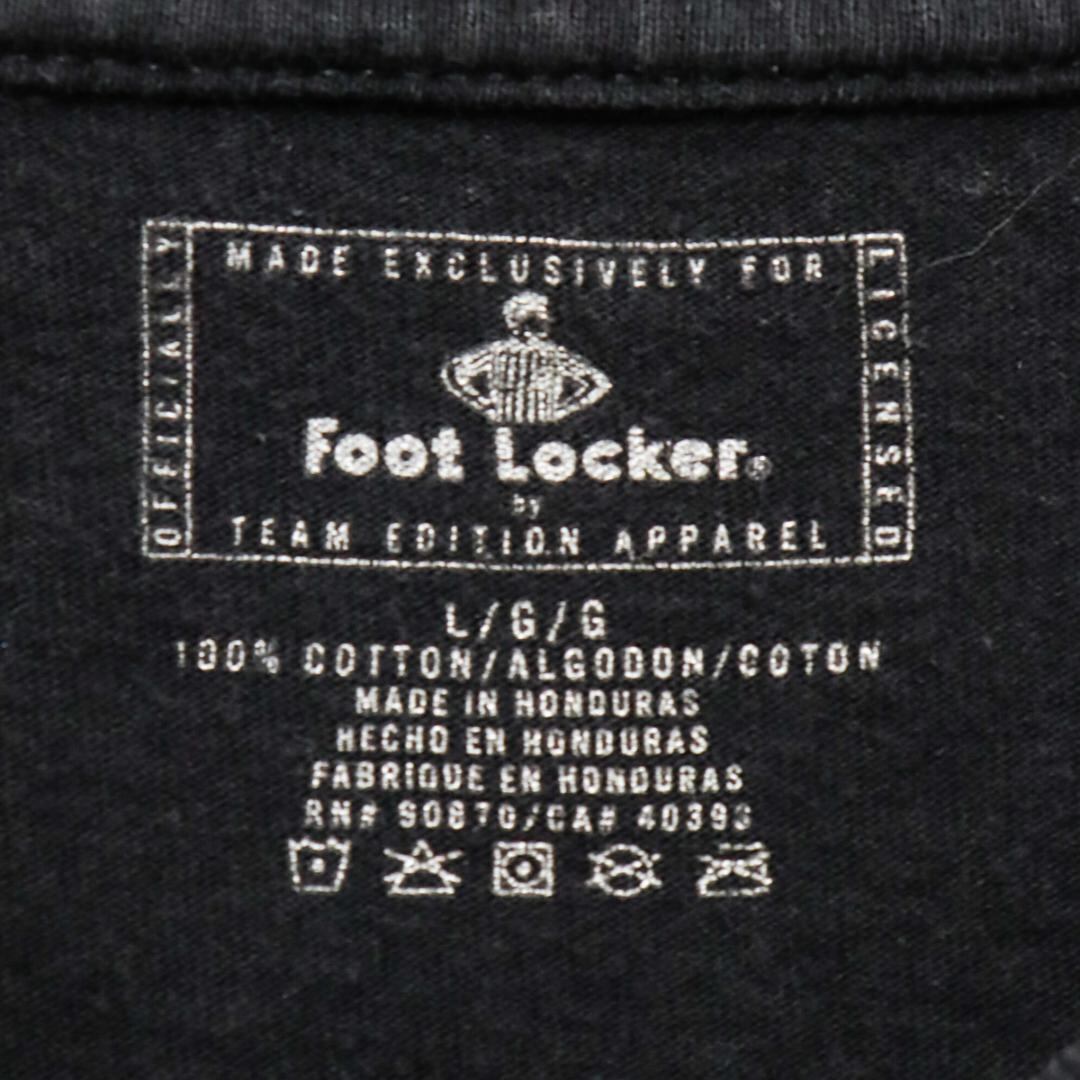 MADE EXCLUSIVELY FOR
OFFICIALLY
LICENSED
Foot Locker®
by
TEAM EDITION APPAREL
L/G/G
100% COTTON/ALGODON/COTON
MADE IN HONDURAS
HECHO EN HONDURAS
FABRIQUE EN HONDURAS
RN# 90870/CA# 40393